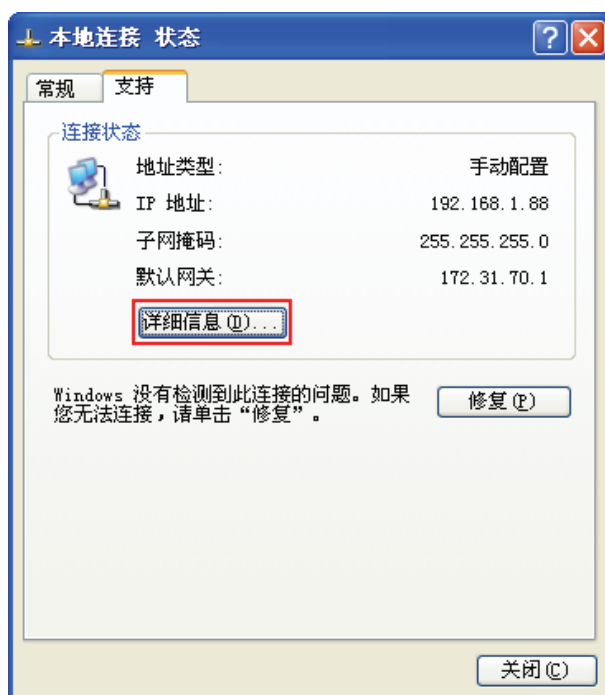 本地连接 状态
常规 支持
连接状态
地址类型: 手动配置
IP 地址: 192.168.1.88
子网掩码: 255.255.255.0
默认网关: 172.31.70.1
详细信息(D)...
Windows 没有检测到此连接的问题。如果
您无法连接，请单击“修复”。
修复(P)
关闭(C)